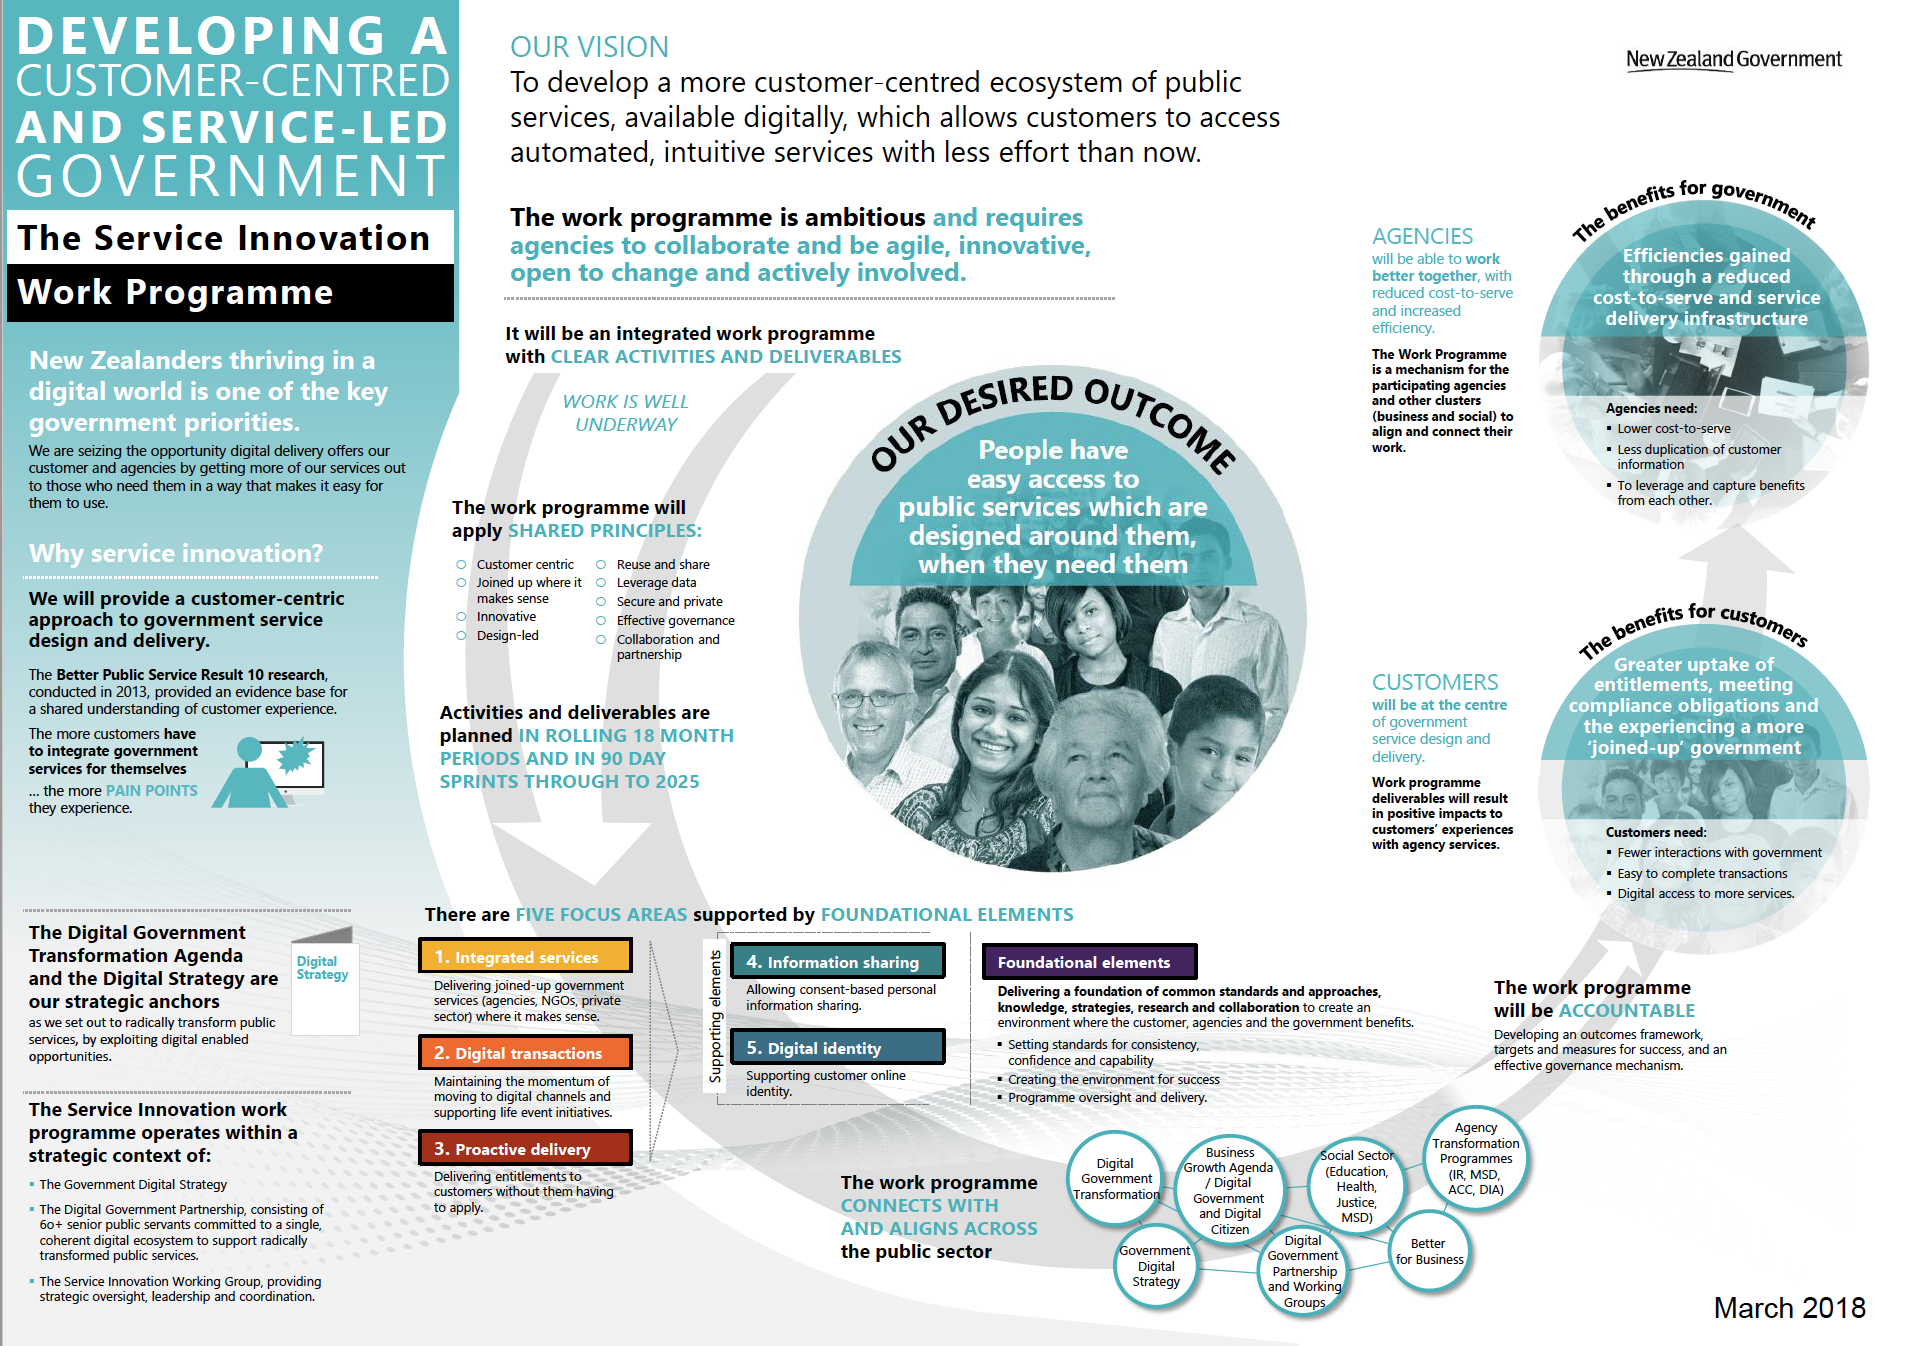 DEVELOPING A
CUSTOMER-CENTRED
AND SERVICE-LED
GOVERNMENT
The Service Innovation
Work Programme
New Zealanders thriving in a
digital world is one of the key
government priorities.
We are seizing the opportunity digital delivery offers our
customer and agencies by getting more of our services out
to those who need them in a way that makes it easy for
them to use.
Why service innovation?
We will provide a customer-centric
approach to government service
design and delivery.
The Better Public Service Result 10 research,
conducted in 2013, provided an evidence base for
a shared understanding of customer experience.
The more customers have
to integrate government
services for themselves
... the more PAIN POINTS
they experience.
The Digital Government
Transformation Agenda
and the Digital Strategy are
our strategic anchors
as we set out to radically transform public
services, by exploiting digital enabled
opportunities.
Digital
Strategy
The Service Innovation work
programme operates within a
strategic context of:
▪ The Government Digital Strategy
▪ The Digital Government Partnership, consisting of
6o+ senior public servants committed to a single,
coherent digital ecosystem to support radically
transformed public services.
▪ The Service Innovation Working Group, providing
strategic oversight, leadership and coordination.
OUR VISION
To develop a more customer-centred ecosystem of public
services, available digitally, which allows customers to access
automated, intuitive services with less effort than now.
The work programme is ambitious and requires
agencies to collaborate and be agile, innovative,
open to change and actively involved.
It will be an integrated work programme
with CLEAR ACTIVITIES AND DELIVERABLES
WORK IS WELL
UNDERWAY
The work programme will
apply SHARED PRINCIPLES:
○ Customer centric
○ Joined up where it
makes sense
○ Innovative
○ Design-led
○ Reuse and share
○ Leverage data
○ Secure and private
○ Effective governance
○ Collaboration and
partnership
Activities and deliverables are
planned IN ROLLING 18 MONTH
PERIODS AND IN 90 DAY
SPRINTS THROUGH TO 2025
OUR DESIRED OUTCOME
People have
easy access to
public services which are
designed around them,
when they need them
There are FIVE FOCUS AREAS supported by FOUNDATIONAL ELEMENTS
1. Integrated services
Delivering joined-up government
services (agencies, NGOs, private
sector) where it makes sense.
2. Digital transactions
Maintaining the momentum of
moving to digital channels and
supporting life event initiatives.
3. Proactive delivery
Delivering entitlements to
customers without them having
to apply.
Supporting elements
4. Information sharing
Allowing consent-based personal
information sharing.
5. Digital identity
Supporting customer online
identity.
Foundational elements
Delivering a foundation of common standards and approaches,
knowledge, strategies, research and collaboration to create an
environment where the customer, agencies and the government benefits.
▪ Setting standards for consistency,
confidence and capability
▪ Creating the environment for success
▪ Programme oversight and delivery.
The work programme
CONNECTS WITH
AND ALIGNS ACROSS
the public sector
Digital
Government
Transformation
Business
Growth Agenda
/ Digital
Government
and Digital
Citizen
Social Sector
(Education,
Health,
Justice,
MSD)
Agency
Transformation
Programmes
(IR, MSD,
ACC, DIA)
Government
Digital
Strategy
Digital
Government
Partnership
and Working
Groups
Better
for Business
New Zealand Government
AGENCIES
will be able to work
better together, with
reduced cost-to-serve
and increased
efficiency.
The Work Programme
is a mechanism for the
participating agencies
and other clusters
(business and social) to
align and connect their
work.
The benefits for government
Efficiencies gained
through a reduced
cost-to-serve and service
delivery infrastructure
Agencies need:
▪ Lower cost-to-serve
▪ Less duplication of customer
information
▪ To leverage and capture benefits
from each other.
CUSTOMERS
will be at the centre
of government
service design and
delivery.
Work programme
deliverables will result
in positive impacts to
customers' experiences
with agency services.
The benefits for customers
Greater uptake of
entitlements, meeting
compliance obligations and
the experiencing a more
'joined-up' government
Customers need:
▪ Fewer interactions with government
▪ Easy to complete transactions
▪ Digital access to more services.
The work programme
will be ACCOUNTABLE
Developing an outcomes framework,
targets and measures for success, and an
effective governance mechanism.
March 2018